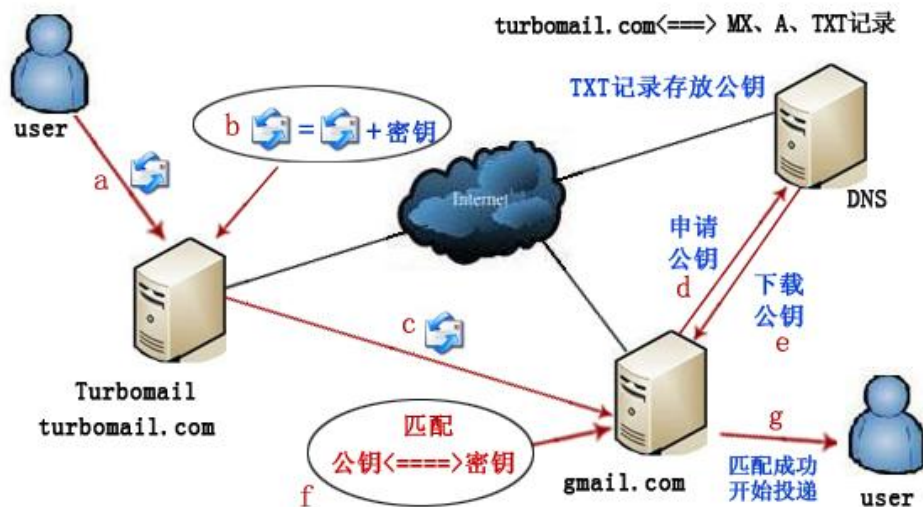 turbomail.com<===> MX、A、TXT记录
TXT记录存放公钥
user
b = +密钥
a
Internet
DNS
申请
公钥
d
下载
公钥
e
c
Turbomail
turbomail.com
匹配
公钥<====>密钥
f
gmail.com
g
匹配成功
开始投递
user